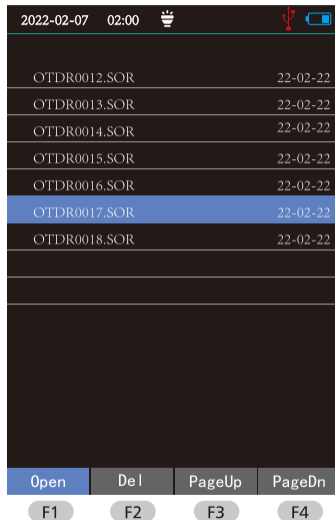 2022-02-07 02:00
OTDR0012.SOR 22-02-22
OTDR0013.SOR 22-02-22
OTDR0014.SOR 22-02-22
OTDR0015.SOR 22-02-22
OTDR0016.SOR 22-02-22
OTDR0017.SOR 22-02-22
OTDR0018.SOR 22-02-22
Open Del PageUp PageDn
F1 F2 F3 F4